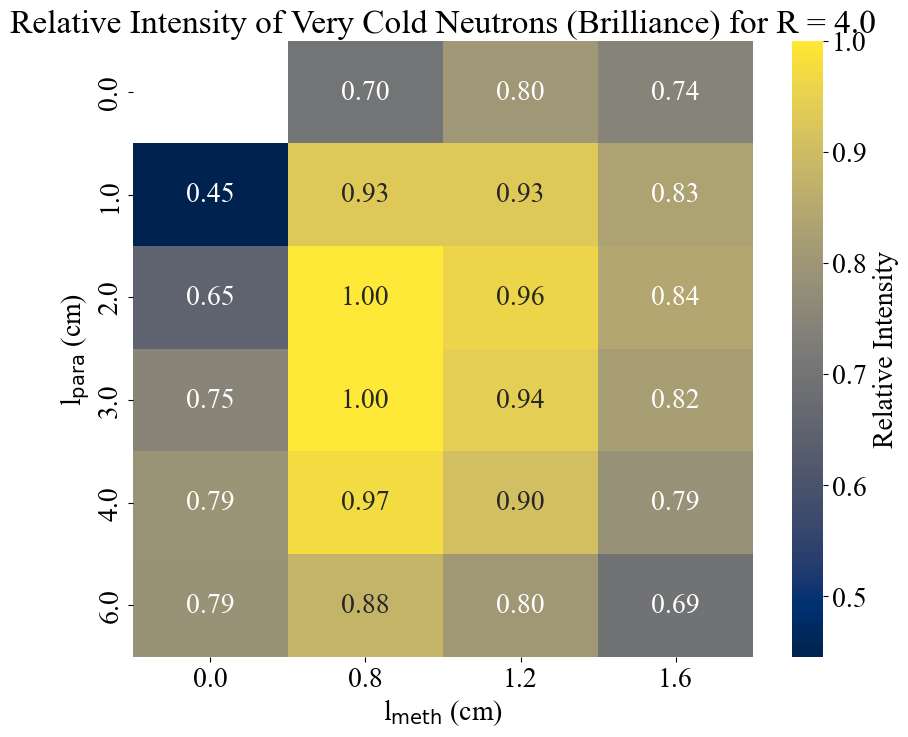 Relative Intensity of Very Cold Neutrons (Brilliance) for R = 4.0
0.0 0.70 0.80 0.74
1.0 0.45 0.93 0.93 0.83
2.0 0.65 1.00 0.96 0.84
3.0 0.75 1.00 0.94 0.82
4.0 0.79 0.97 0.90 0.79
6.0 0.79 0.88 0.80 0.69
0.0 0.8 1.2 1.6
l_meth (cm)
l_para (cm)
1.0
0.9
0.8
0.7
0.6
0.5
Relative Intensity